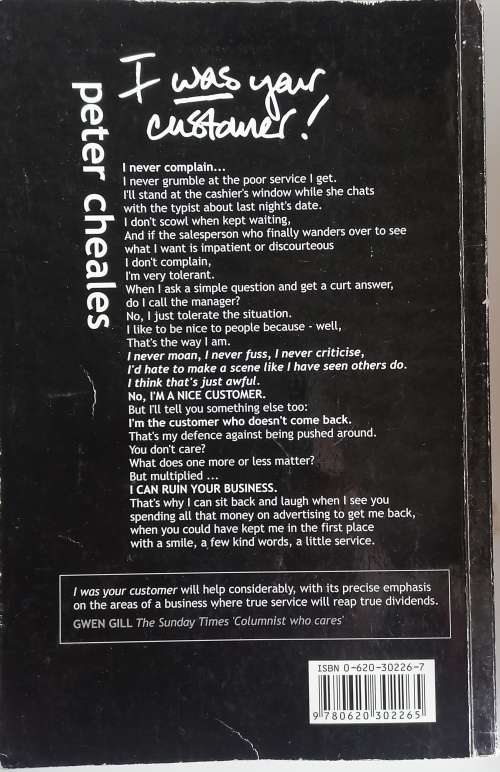 I was your
customer!
peter cheales
I never complain...
I never grumble at the poor service I get.
I'll stand at the cashier's window while she chats
with the typist about last night's date.
I don't scowl when kept waiting,
And if the salesperson who finally wanders over to see
what I want is impatient or discourteous
I don't complain,
I'm very tolerant.
When I ask a simple question and get a curt answer,
do I call the manager?
No, I just tolerate the situation.
I like to be nice to people because - well,
That's the way I am.
I never moan, I never fuss, I never criticise,
I'd hate to make a scene like I have seen others do.
I think that's just awful.
No, I'M A NICE CUSTOMER.
But I'll tell you something else too:
I'm the customer who doesn't come back.
That's my defence against being pushed around.
You don't care?
What does one more or less matter?
But multiplied ...
I CAN RUIN YOUR BUSINESS.
That's why I can sit back and laugh when I see you
spending all that money on advertising to get me back,
when you could have kept me in the first place
with a smile, a few kind words, a little service.
I was your customer will help considerably, with its precise emphasis
on the areas of a business where true service will reap true dividends.
GWEN GILL The Sunday Times 'Columnist who cares'
ISBN 0-620-30226-7
9 780620 302265